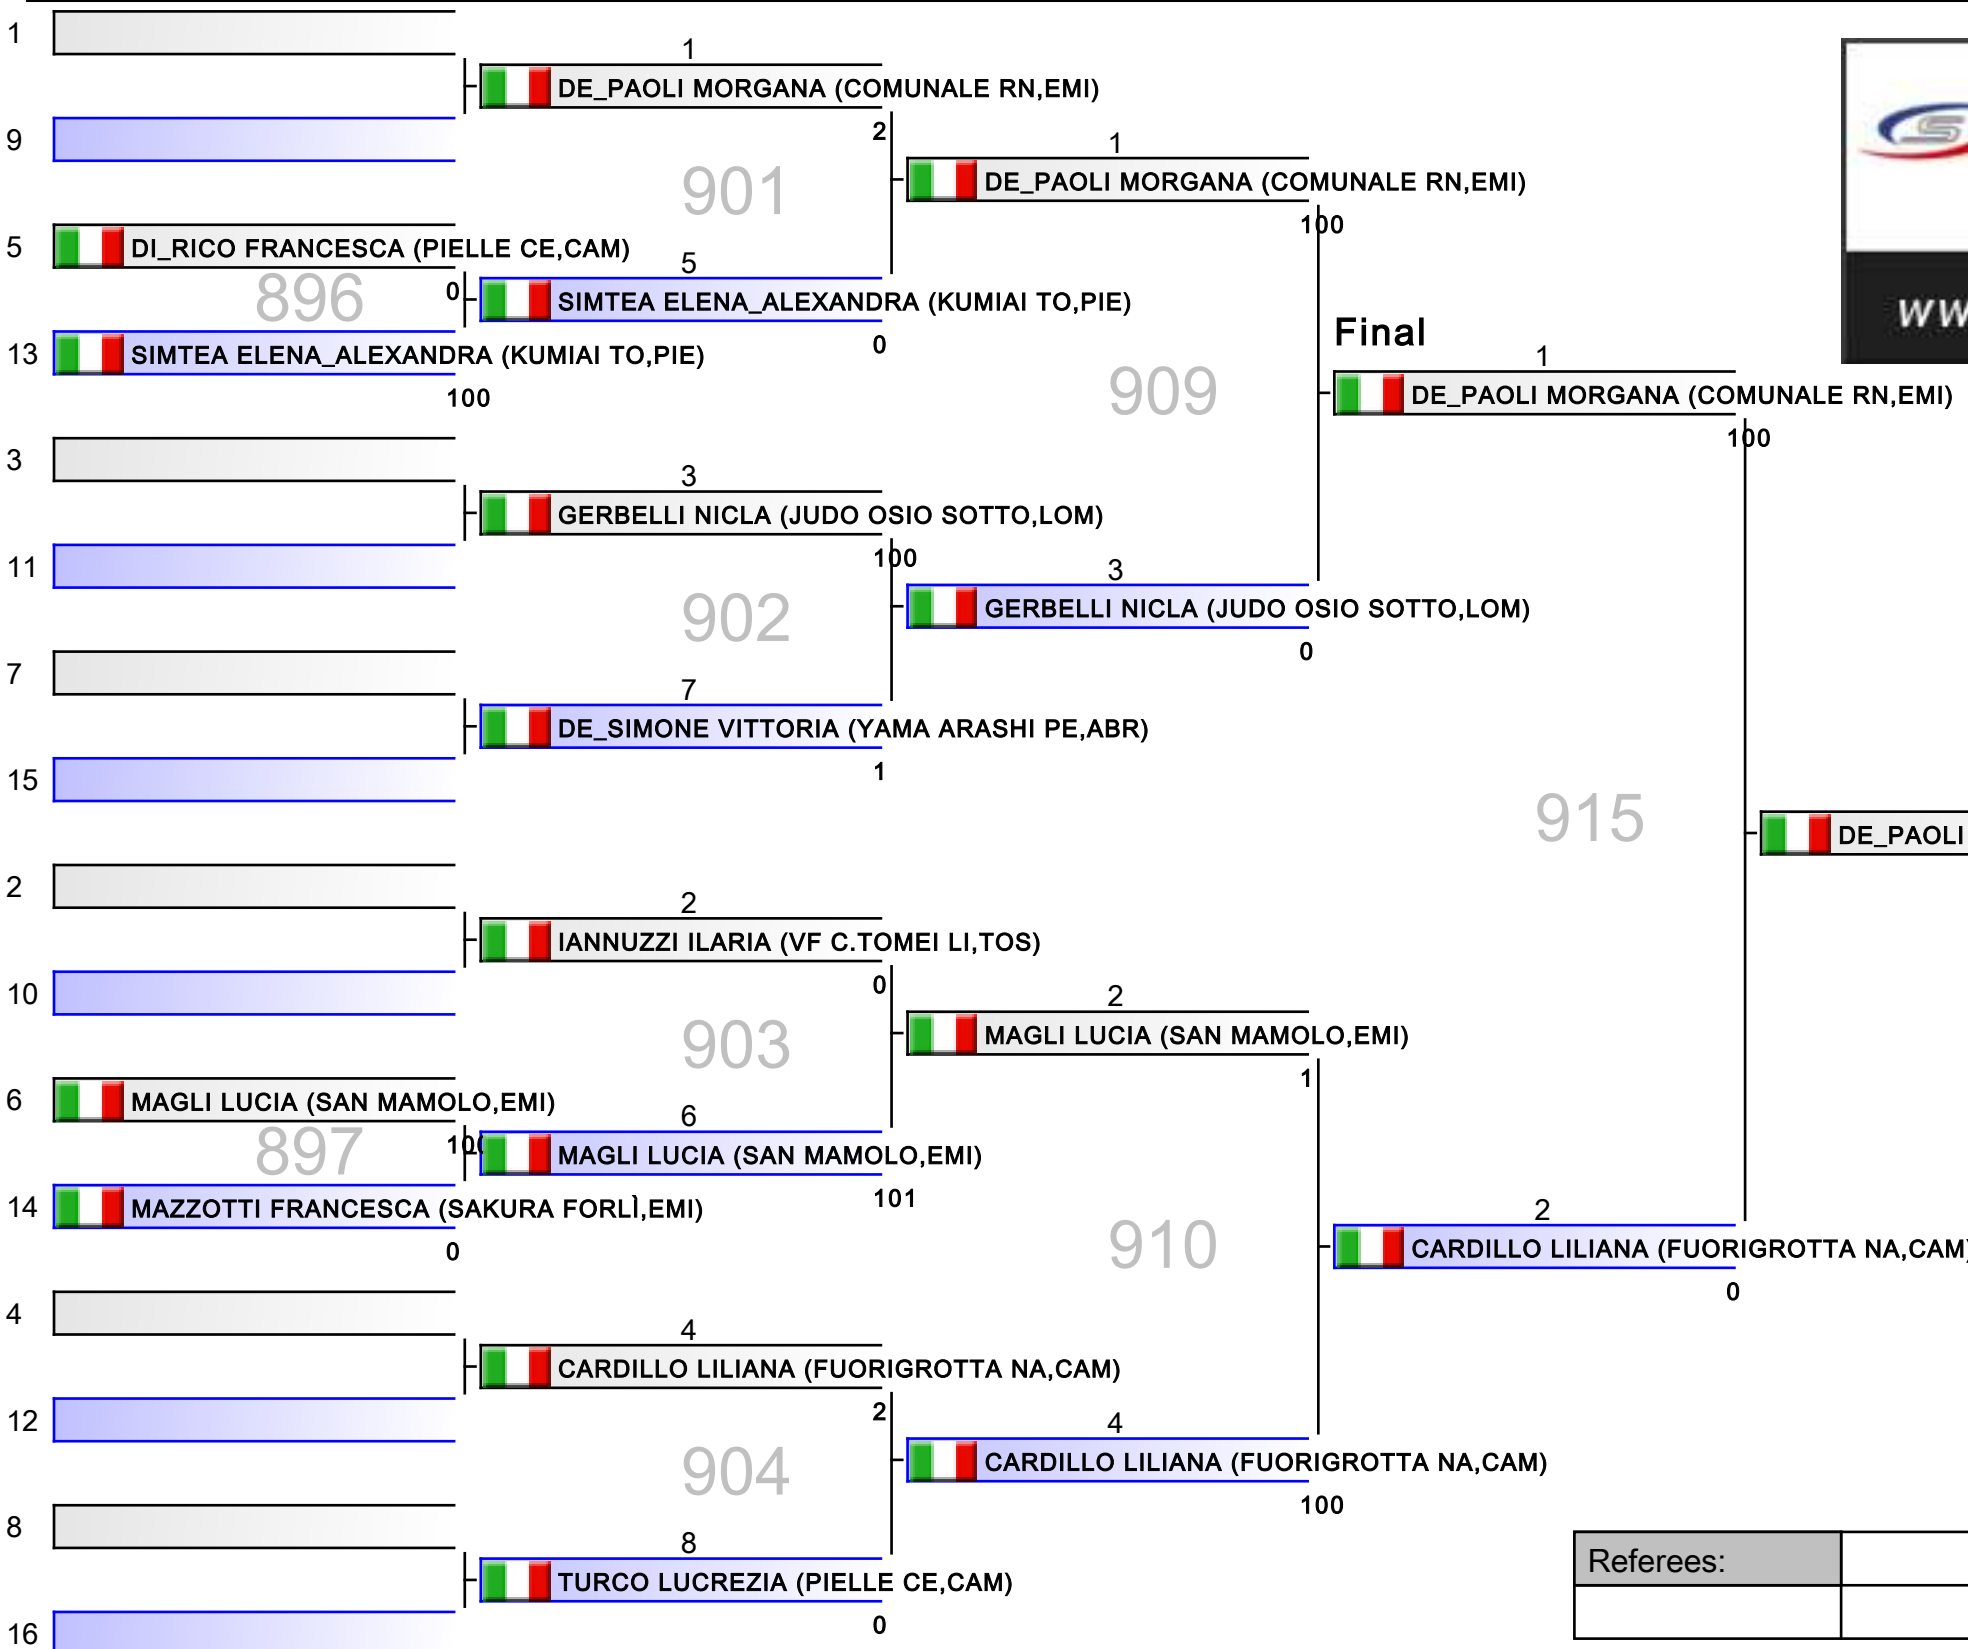 1
1
DE_PAOLI MORGANA (COMUNALE RN,EMI)
2
9
1
901
DE_PAOLI MORGANA (COMUNALE RN,EMI)
100
5
DI_RICO FRANCESCA (PIELLE CE,CAM)
5
896
0
SIMTEA ELENA_ALEXANDRA (KUMIAI TO,PIE)
0
13
SIMTEA ELENA_ALEXANDRA (KUMIAI TO,PIE)
100
Final
1
909
DE_PAOLI MORGANA (COMUNALE RN,EMI)
100
3
3
GERBELLI NICLA (JUDO OSIO SOTTO,LOM)
100
11
3
902
GERBELLI NICLA (JUDO OSIO SOTTO,LOM)
0
7
7
DE_SIMONE VITTORIA (YAMA ARASHI PE,ABR)
1
15
915
DE_PAOLI
2
2
IANNUZZI ILARIA (VF C.TOMEI LI,TOS)
0
10
2
903
MAGLI LUCIA (SAN MAMOLO,EMI)
1
6
MAGLI LUCIA (SAN MAMOLO,EMI)
6
897
100
MAGLI LUCIA (SAN MAMOLO,EMI)
101
14
MAZZOTTI FRANCESCA (SAKURA FORLÌ,EMI)
0
910
2
CARDILLO LILIANA (FUORIGROTTA NA,CAM)
0
4
4
CARDILLO LILIANA (FUORIGROTTA NA,CAM)
2
12
4
904
CARDILLO LILIANA (FUORIGROTTA NA,CAM)
100
8
8
TURCO LUCREZIA (PIELLE CE,CAM)
0
16
Referees: